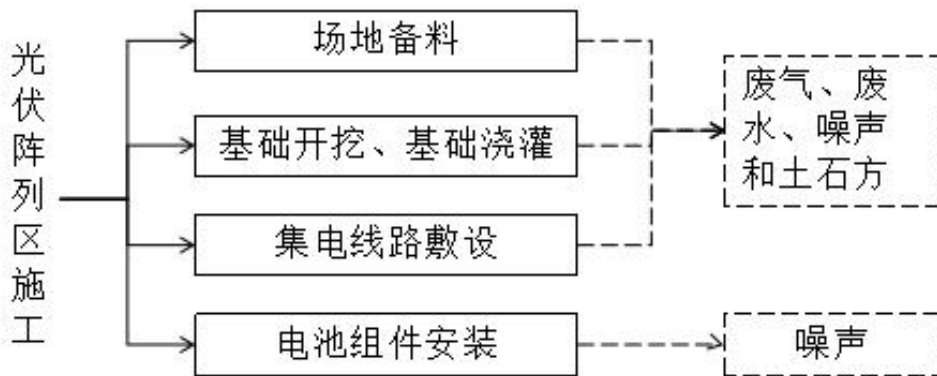 光伏阵列区施工
场地备料
基础开挖、基础浇灌
集电线路敷设
电池组件安装
废气、废
水、噪声
和土石方
噪声